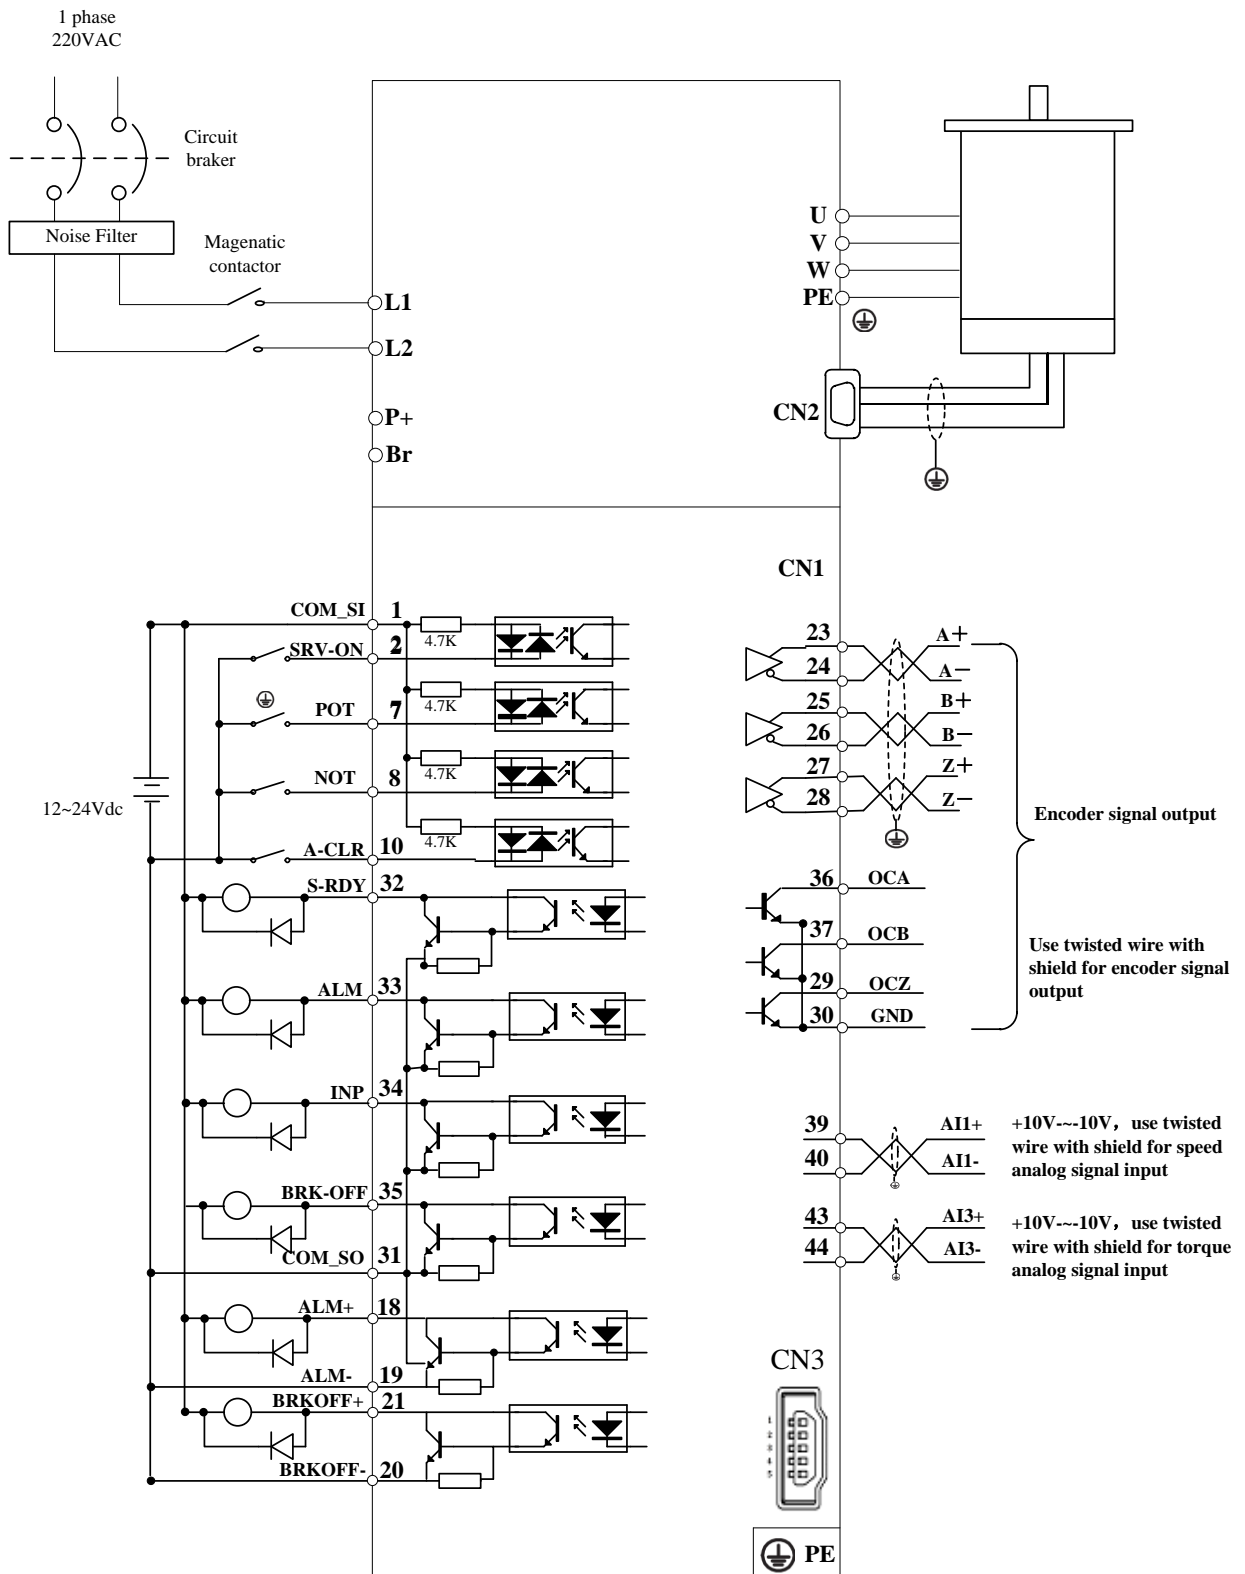 1 phase
220VAC
Circuit
braker
Noise Filter
Magenatic
contactor
L1
L2
P+
Br
U
V
W
PE
CN2
CN1
COM_SI 1
4.7K
SRV-ON 2
POT 7
4.7K
NOT 8
4.7K
A-CLR 10
4.7K
12~24Vdc
S-RDY 32
ALM 33
INP 34
BRK-OFF 35
COM_SO 31
ALM+ 18
ALM- 19
BRKOFF+ 21
BRKOFF- 20
23 A+
24 A-
25 B+
26 B-
27 Z+
28 Z-
Encoder signal output
36 OCA
37 OCB
29 OCZ
30 GND
Use twisted wire with
shield for encoder signal
output
39 AI1+
40 AI1-
+10V-~-10V，use twisted
wire with shield for speed
analog signal input
43 AI3+
44 AI3-
+10V-~-10V，use twisted
wire with shield for torque
analog signal input
CN3
1
2
3
4
5
PE